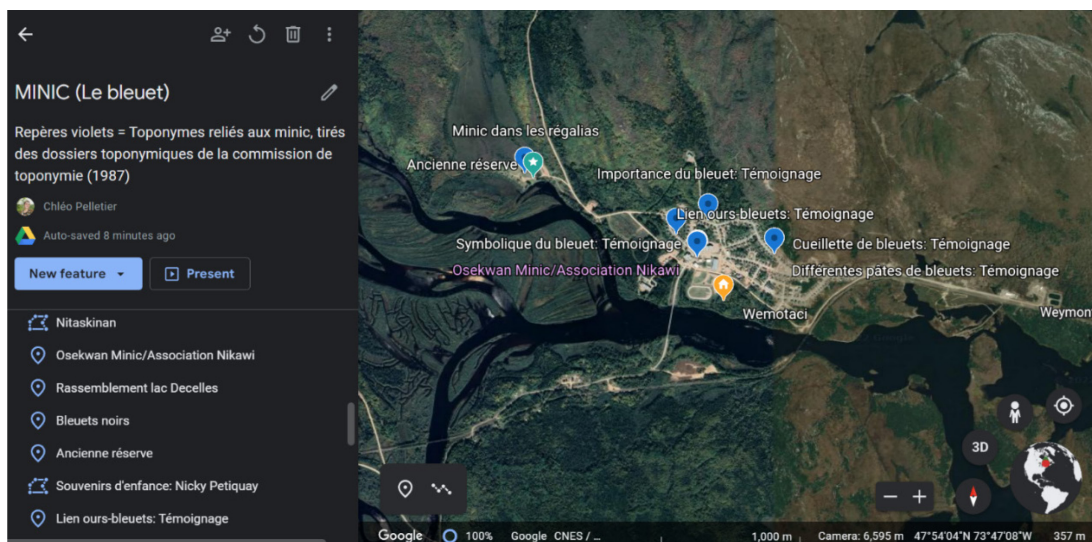 MINIC (Le bleuet)
Repères violets = Toponymes reliés aux minic, tirés
des dossiers toponymiques de la commission de
toponymie (1987)
Chléo Pelletier
Auto-saved 8 minutes ago
New feature
Present
Nitaskinan
Osekwan Minic/Association Nikawi
Rassemblement lac Decelles
Bleuets noirs
Ancienne réserve
Souvenirs d'enfance: Nicky Petiquay
Lien ours-bleuets: Témoignage
Minic dans les régalias
Ancienne réserve
Importance du bleuet: Témoignage
Lien ours-bleuets: Témoignage
Symbolique du bleuet: Témoignage
Cueillette de bleuets: Témoignage
Osekwan Minic/Association Nikawi
Différentes pâtes de bleuets: Témoignage
Wemotaci
Weymon
3D
Google
100%
Google CNES / ...
1,000 m
Camera: 6,595 m
47°54'04"N 73°47'08"W
357 m